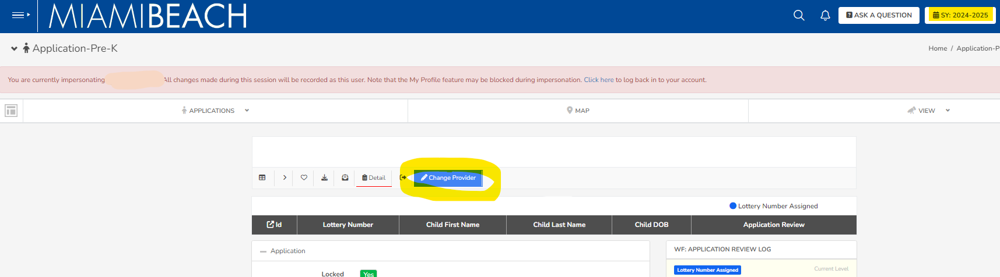 MIAMIBEACH
ASK A QUESTION
SY: 2024-2025
Application-Pre-K
Home / Application-P
You are currently impersonating All changes made during this session will be recorded as this user. Note that the My Profile feature may be blocked during impersonation. Click here to log back in to your account.
APPLICATIONS
MAP
VIEW
Detail
Change Provider
Lottery Number Assigned
Id Lottery Number Child First Name Child Last Name Child DOB Application Review
Application
WF: APPLICATION REVIEW LOG
Locked Yes
Lottery Number Assigned
Current Level